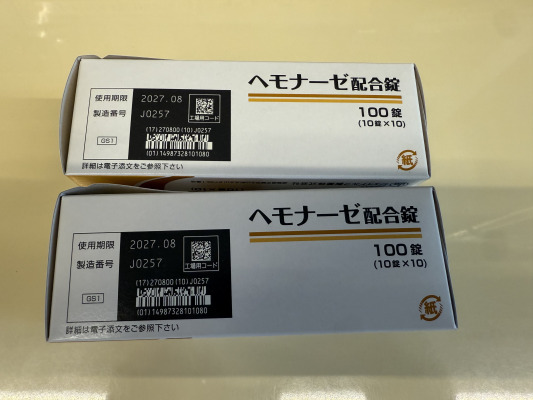 ヘモナーゼ配合錠
使用期限 2027.08
製造番号 J0257
工場用コード
100錠
(10錠×10)
(17)270800(10)J0257
GS1
(01)14987328101080
詳細は電子添文をご参照下さい
紙
ヘモナーゼ配合錠
使用期限 2027.08
製造番号 J0257
工場用コード
100錠
(10錠×10)
(17)270800(10)J0257
GS1
(01)14987328101080
詳細は電子添文をご参照下さい
紙